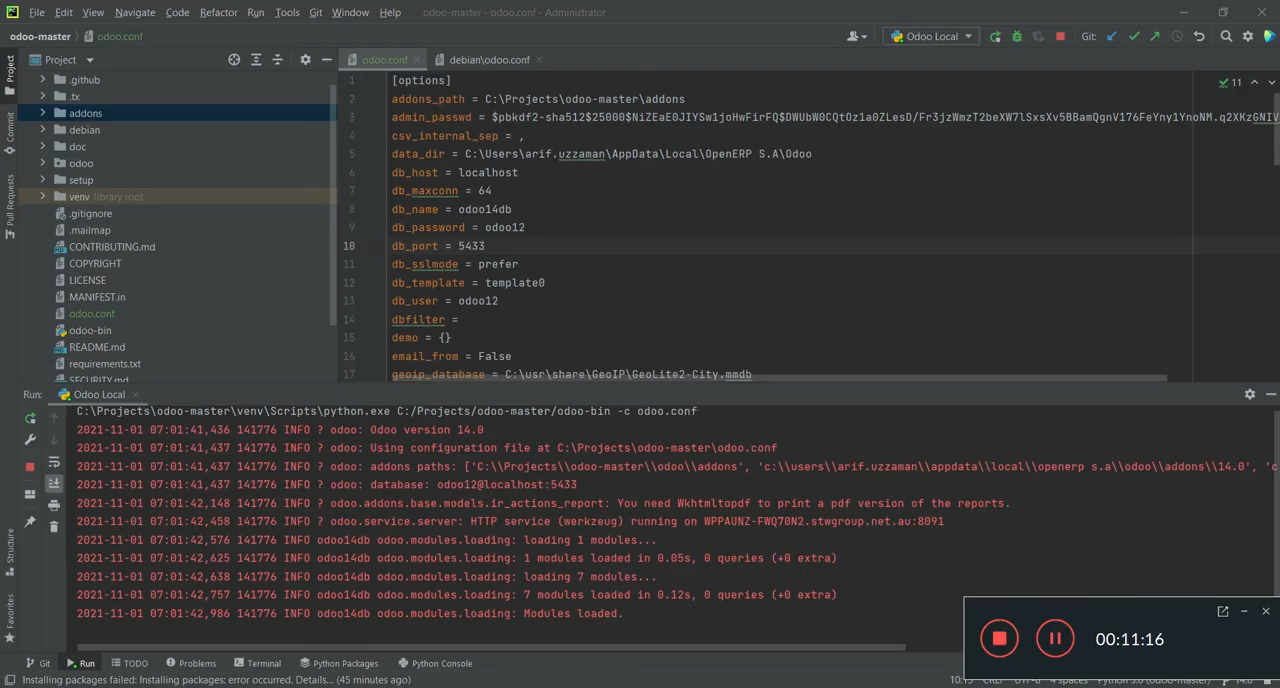 File Edit View Navigate Code Refactor Run Tools Git Window Help odoo-master - odoo.conf - Administrator
odoo-master odoo.conf Odoo Local Git:
Project odoo.conf debian\odoo.conf
Project
Commit
Pull Requests
Structure
Favorites
.github
.tx
addons
debian
doc
odoo
setup
venv library root
.gitignore
.mailmap
CONTRIBUTING.md
COPYRIGHT
LICENSE
MANIFEST.in
odoo.conf
odoo-bin
README.md
requirements.txt
SECURITY.md
11
1 [options]
2 addons_path = C:\Projects\odoo-master\addons
3 admin_passwd =
4 csv_internal_sep = ,
5 data_dir = C:\Users\arif.uzzaman\AppData\Local\OpenERP S.A\Odoo
6 db_host = localhost
7 db_maxconn = 64
8 db_name = odoo14db
9 db_password = odoo12
10 db_port = 5433
11 db_sslmode = prefer
12 db_template = template0
13 db_user = odoo12
14 dbfilter =
15 demo = {}
16 email_from = False
17 geoip_database = C:\usr\share\GeoIP\GeoLite2-City.mmdb
Run: Odoo Local
C:\Projects\odoo-master\venv\Scripts\python.exe C:/Projects/odoo-master/odoo-bin -c odoo.conf
2021-11-01 07:01:41,436 141776 INFO ? odoo: Odoo version 14.0
2021-11-01 07:01:41,437 141776 INFO ? odoo: Using configuration file at C:\Projects\odoo-master\odoo.conf
2021-11-01 07:01:41,437 141776 INFO ? odoo: addons paths: ['C:\\Projects\\odoo-master\\odoo\\addons', 'c:\\users\\arif.uzzaman\\appdata\\local\\openerp s.a\\odoo\\addons\\14.0', 'c
2021-11-01 07:01:41,437 141776 INFO ? odoo: database: odoo12@localhost:5433
2021-11-01 07:01:42,148 141776 INFO ? odoo.addons.base.models.ir_actions_report: You need Wkhtmltopdf to print a pdf version of the reports.
2021-11-01 07:01:42,458 141776 INFO ? odoo.service.server: HTTP service (werkzeug) running on WPPAUNZ-FWQ70N2.stwgroup.net.au:8091
2021-11-01 07:01:42,576 141776 INFO odoo14db odoo.modules.loading: loading 1 modules...
2021-11-01 07:01:42,625 141776 INFO odoo14db odoo.modules.loading: 1 modules loaded in 0.05s, 0 queries (+0 extra)
2021-11-01 07:01:42,638 141776 INFO odoo14db odoo.modules.loading: loading 7 modules...
2021-11-01 07:01:42,757 141776 INFO odoo14db odoo.modules.loading: 7 modules loaded in 0.12s, 0 queries (+0 extra)
2021-11-01 07:01:42,986 141776 INFO odoo14db odoo.modules.loading: Modules loaded.
00:11:16
Git Run TODO Problems Terminal Python Packages Python Console
Installing packages failed: Installing packages: error occurred. Details... (45 minutes ago)